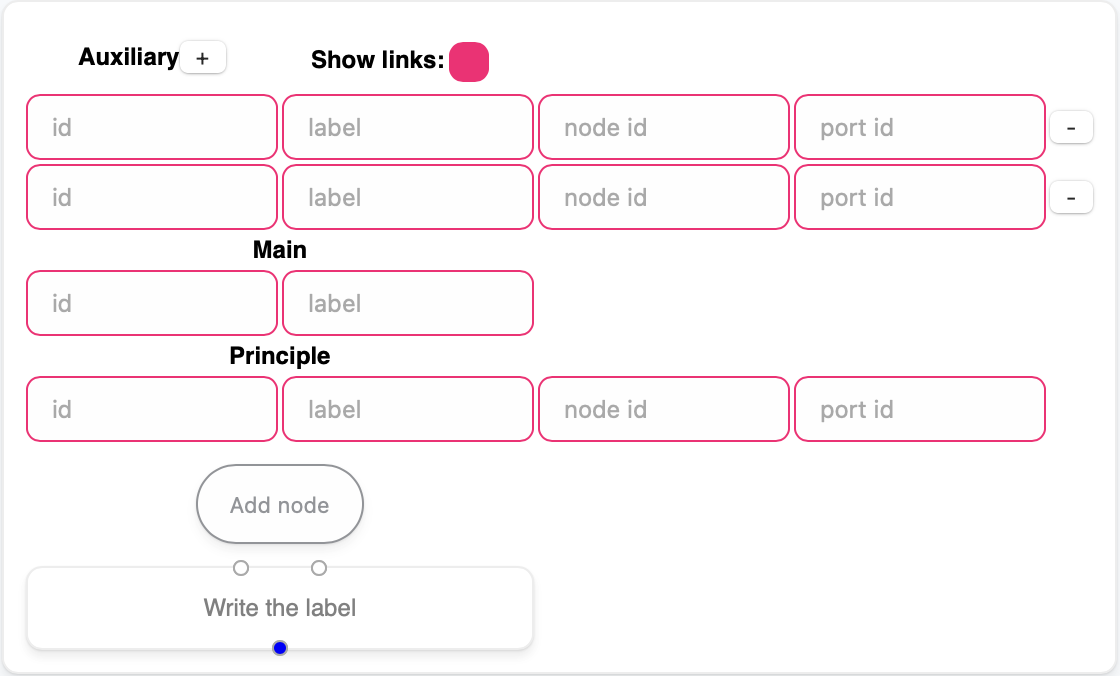 Auxiliary + Show links:
id label node id port id -
id label node id port id -
Main
id label
Principle
id label node id port id
Add node
Write the label